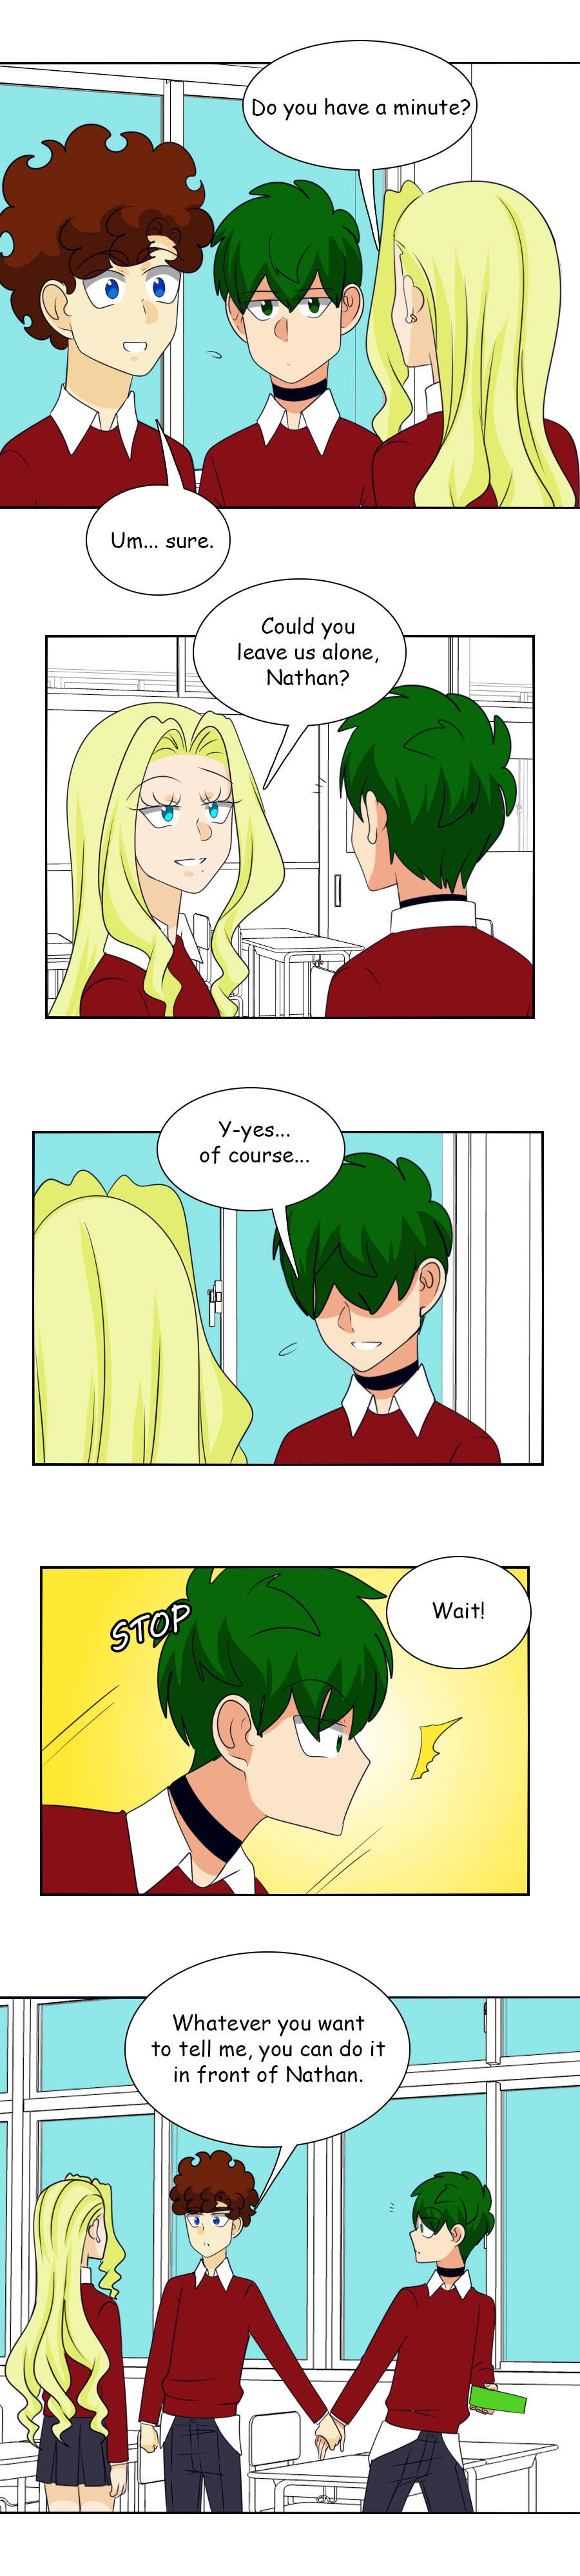 Do you have a minute?
Um... sure.
Could you
leave us alone,
Nathan?
Y-yes...
of course...
STOP
Wait!
Whatever you want
to tell me, you can do it
in front of Nathan.